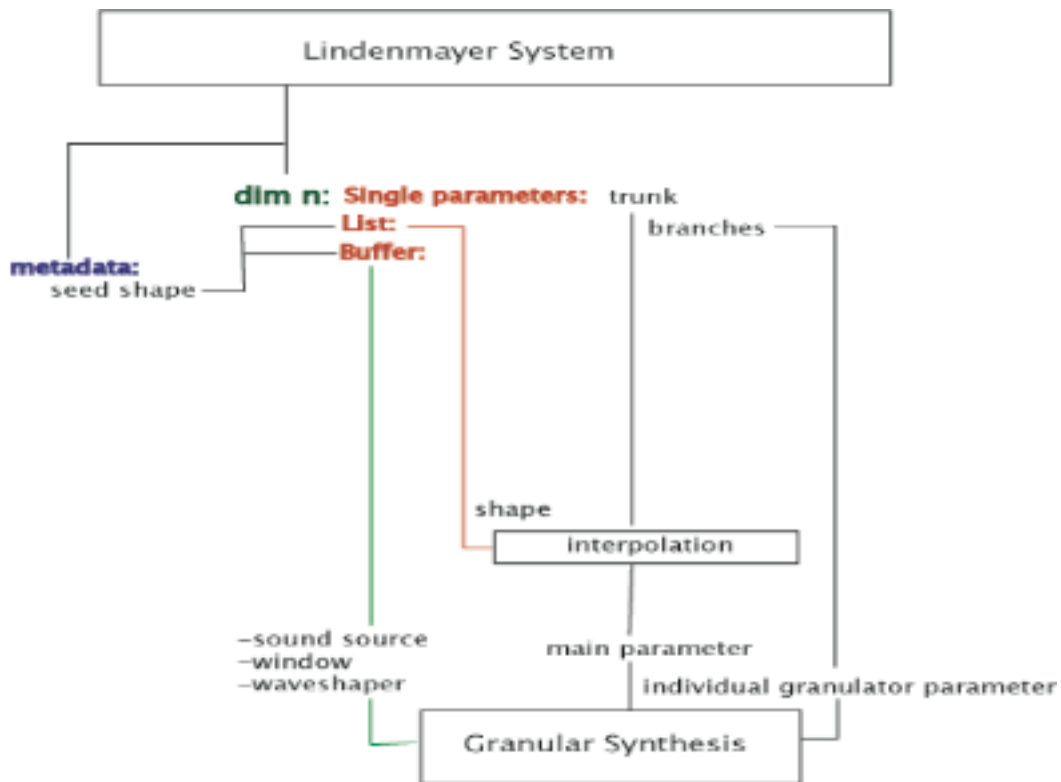 Lindenmayer System
dim n: Single parameters: trunk
List:
branches
Buffer:
metadata:
seed shape
shape
interpolation
-sound source
-window
-waveshaper
main parameter
individual granulator parameter
Granular Synthesis